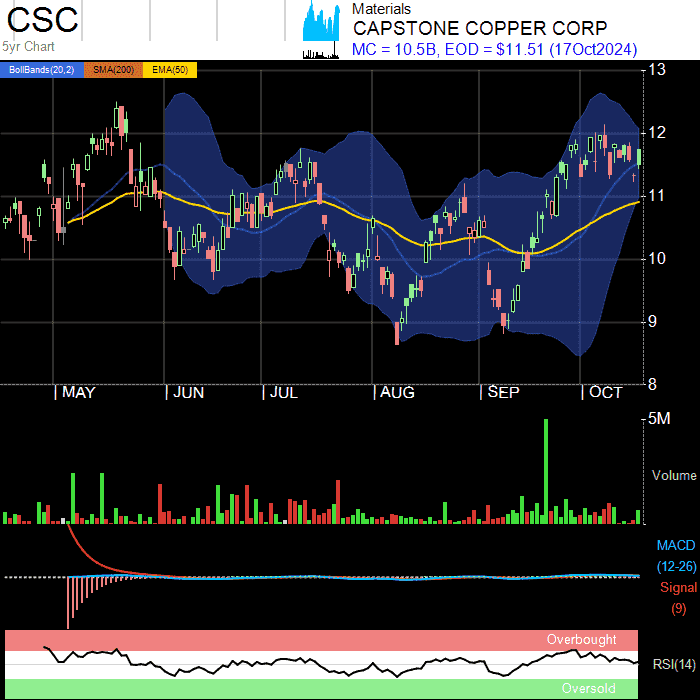 CSC
5yr Chart
Materials
CAPSTONE COPPER CORP
MC = 10.5B, EOD = $11.51 (17Oct2024)
BollBands(20,2) SMA(200) EMA(50)
13
12
11
10
9
8
MAY JUN JUL AUG SEP OCT
5M
Volume
MACD
(12-26)
Signal
(9)
Overbought
RSI(14)
Oversold